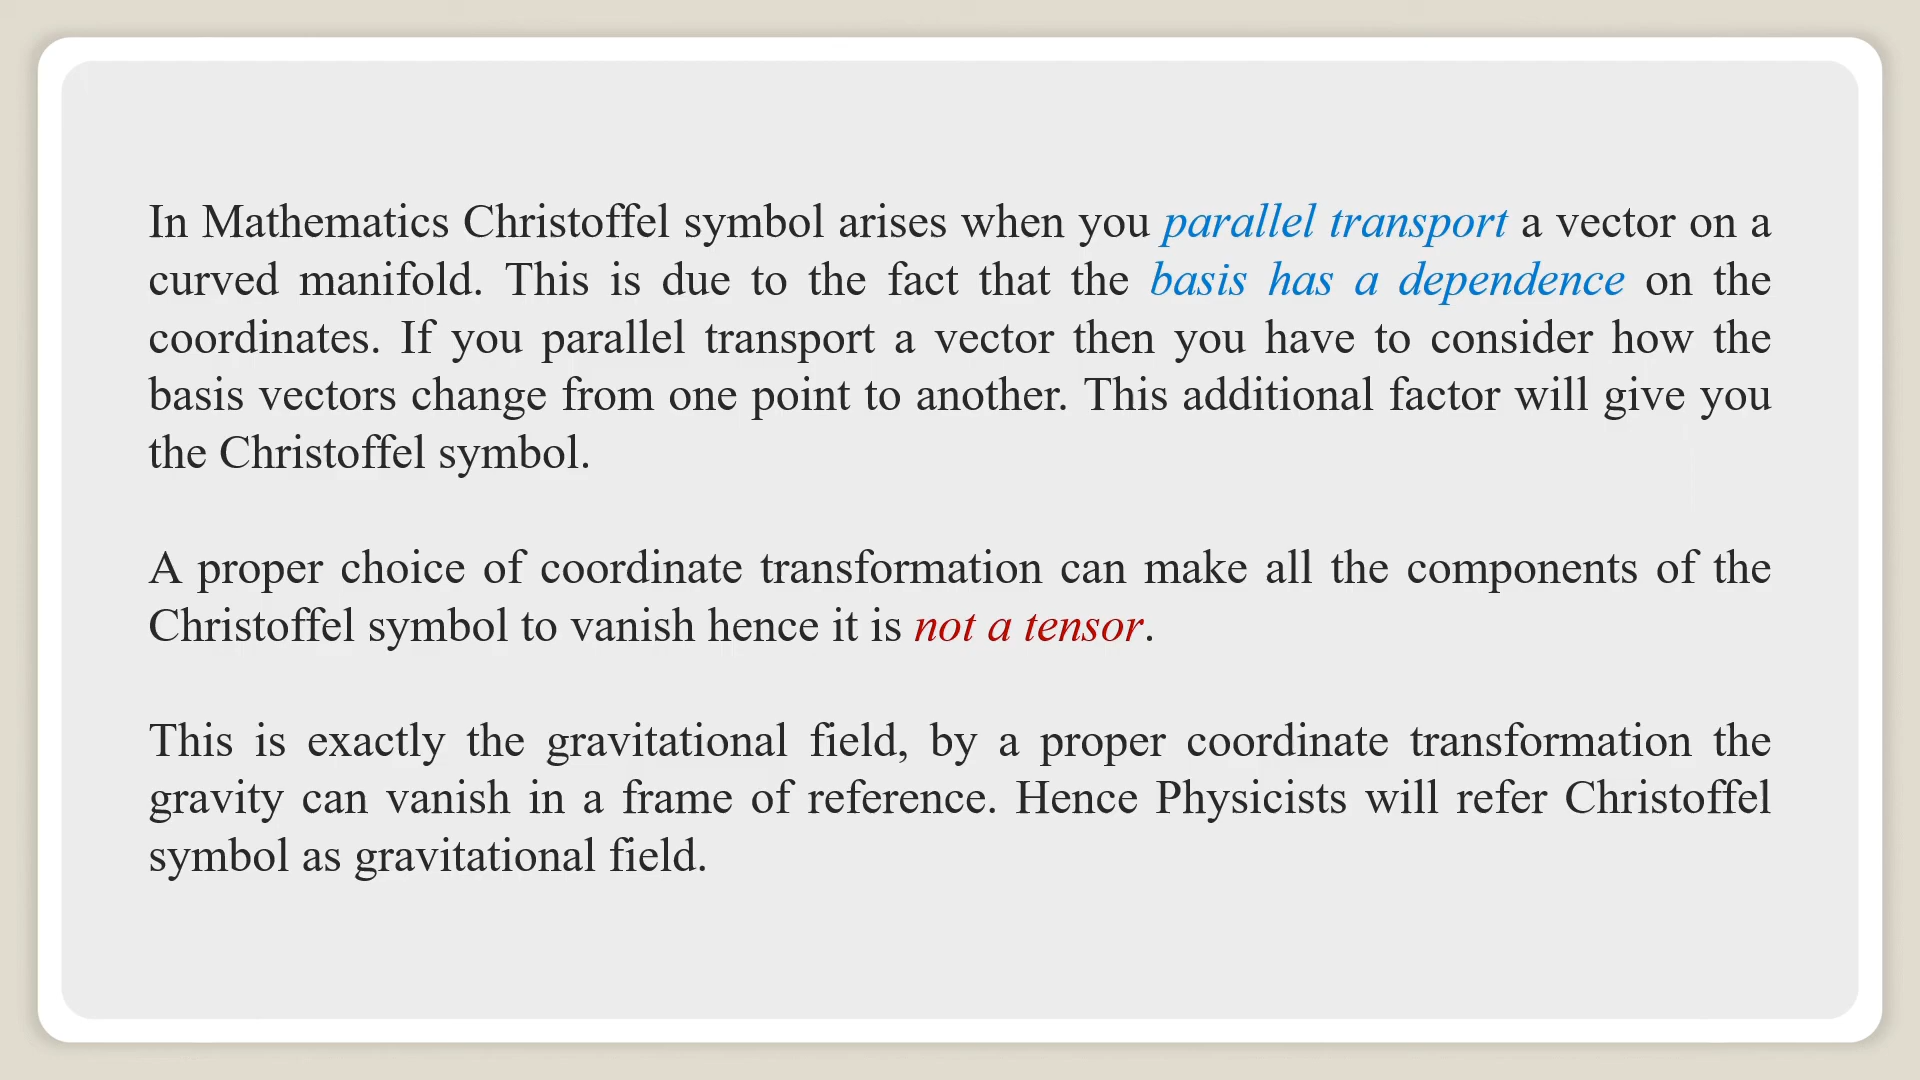 In Mathematics Christoffel symbol arises when you parallel transport a vector on a
curved manifold. This is due to the fact that the basis has a dependence on the
coordinates. If you parallel transport a vector then you have to consider how the
basis vectors change from one point to another. This additional factor will give you
the Christoffel symbol.
A proper choice of coordinate transformation can make all the components of the
Christoffel symbol to vanish hence it is not a tensor.
This is exactly the gravitational field, by a proper coordinate transformation the
gravity can vanish in a frame of reference. Hence Physicists will refer Christoffel
symbol as gravitational field.